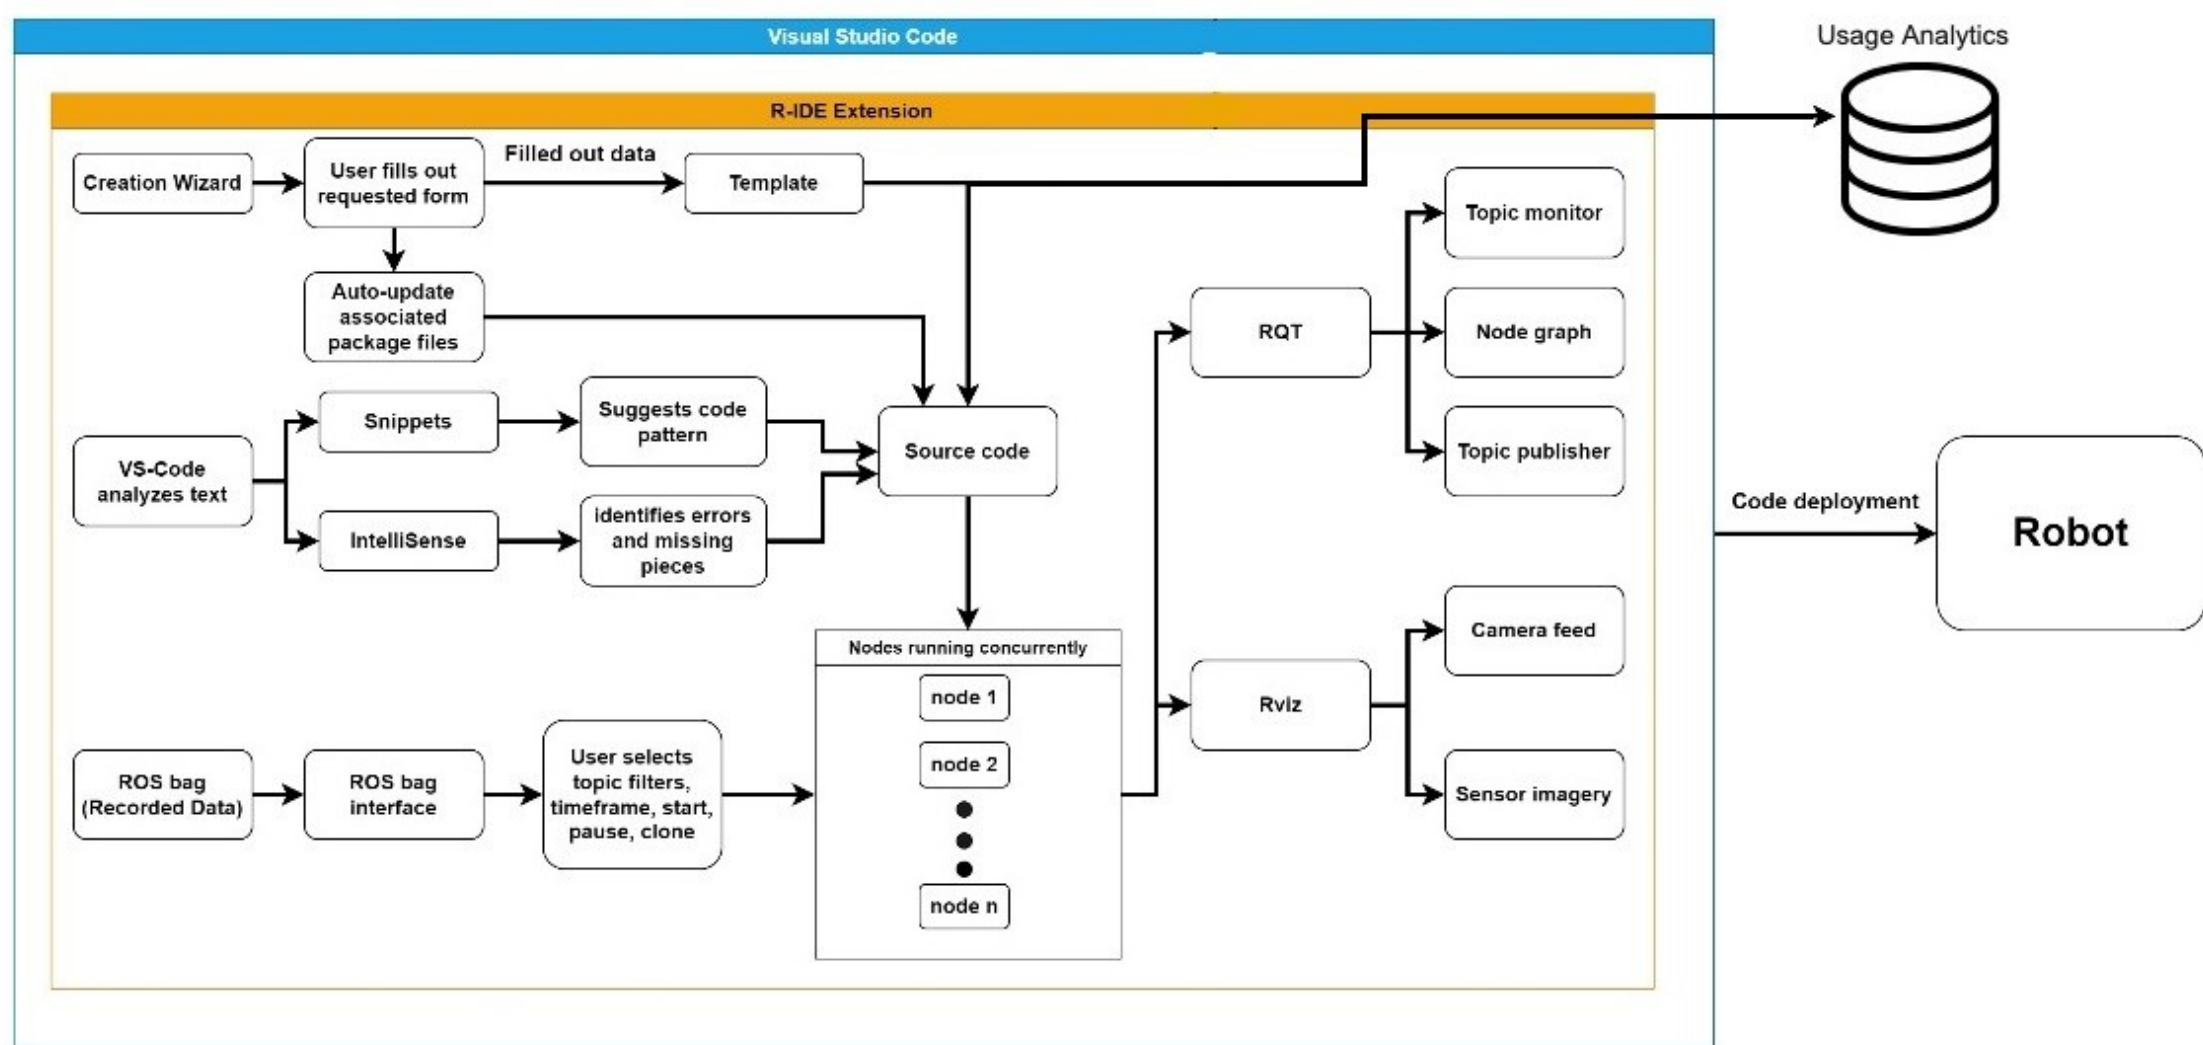 Visual Studio Code
Usage Analytics
R-IDE Extension
Creation Wizard
User fills out
requested form
Filled out data
Template
Auto-update
associated
package files
VS-Code
analyzes text
Snippets
Suggests code
pattern
IntelliSense
identifies errors
and missing
pieces
Source code
RQT
Topic monitor
Node graph
Topic publisher
Code deployment
Robot
Nodes running concurrently
node 1
node 2
node n
ROS bag
(Recorded Data)
ROS bag
interface
User selects
topic filters,
timeframe, start,
pause, clone
Rviz
Camera feed
Sensor imagery